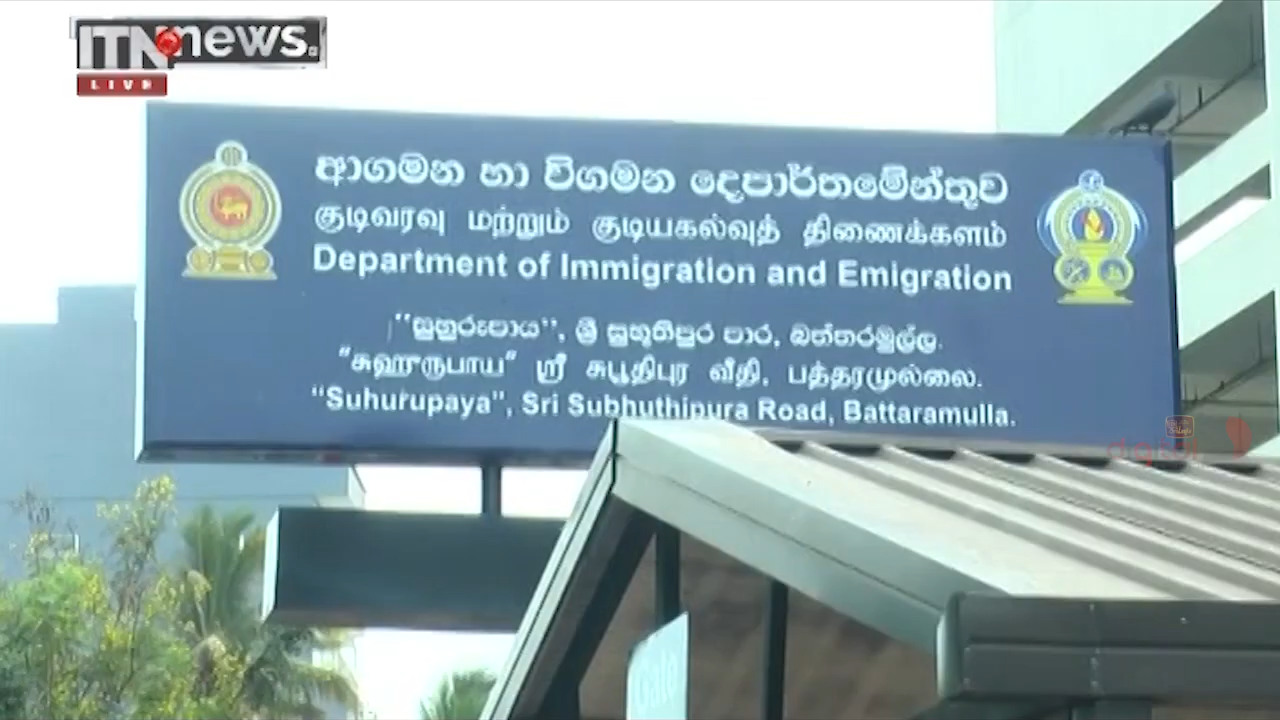 ITN news.
LIVE
ආගමන හා විගමන දෙපාර්තමේන්තුව
குடிவரவு மற்றும் குடியகல்வுத் திணைக்களம்
Department of Immigration and Emigration
"සුහුරුපාය", ශ්‍රී සුභූතිපුර පාර, බත්තරමුල්ල.
"சுஹுருபாய" ஸ்ரீ சுபூதிபுர வீதி, பத்தரமுல்லை.
"Suhurupaya", Sri Subhuthipura Road, Battaramulla.